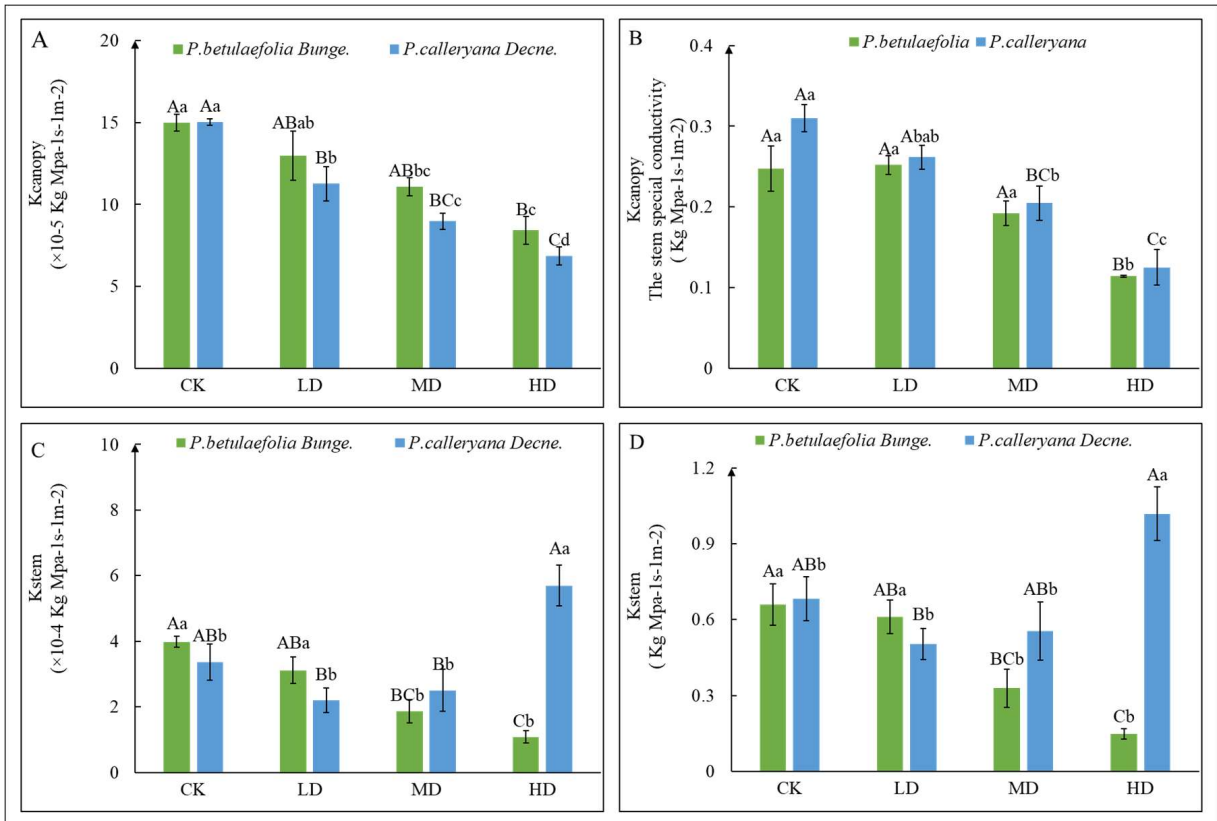 A
P.betulaefolia Bunge.
P.calleryana Decne.
Kcanopy
(×10-5 Kg Mpa-1s-1m-2)
20
15
10
5
0
Aa
Aa
ABab
Bb
ABbc
BCc
Bc
Cd
CK
LD
MD
HD
B
P.betulaefolia
P.calleryana
Kcanopy
The stem special conductivity
( Kg Mpa-1s-1m-2)
0.4
0.3
0.2
0.1
0
Aa
Aa
Aa
Abab
Aa
BCb
Bb
Cc
CK
LD
MD
HD
C
P.betulaefolia Bunge.
P.calleryana Decne.
Kstem
(×10-4 Kg Mpa-1s-1m-2)
10
8
6
4
2
0
Aa
ABb
ABa
Bb
BCb
Bb
Cb
Aa
CK
LD
MD
HD
D
P.betulaefolia Bunge.
P.calleryana Decne.
Kstem
( Kg Mpa-1s-1m-2)
1.2
0.9
0.6
0.3
0
Aa
ABb
ABa
Bb
BCb
ABb
Cb
Aa
CK
LD
MD
HD